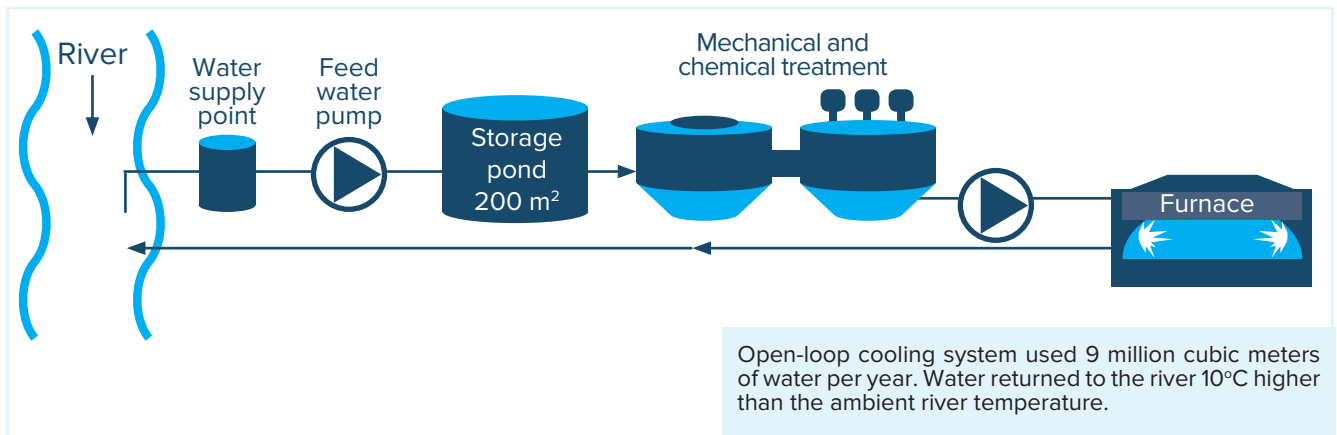 River
Water
supply
point
Feed
water
pump
Storage
pond
200 m²
Mechanical and
chemical treatment
Furnace
Open-loop cooling system used 9 million cubic meters
of water per year. Water returned to the river 10°C higher
than the ambient river temperature.